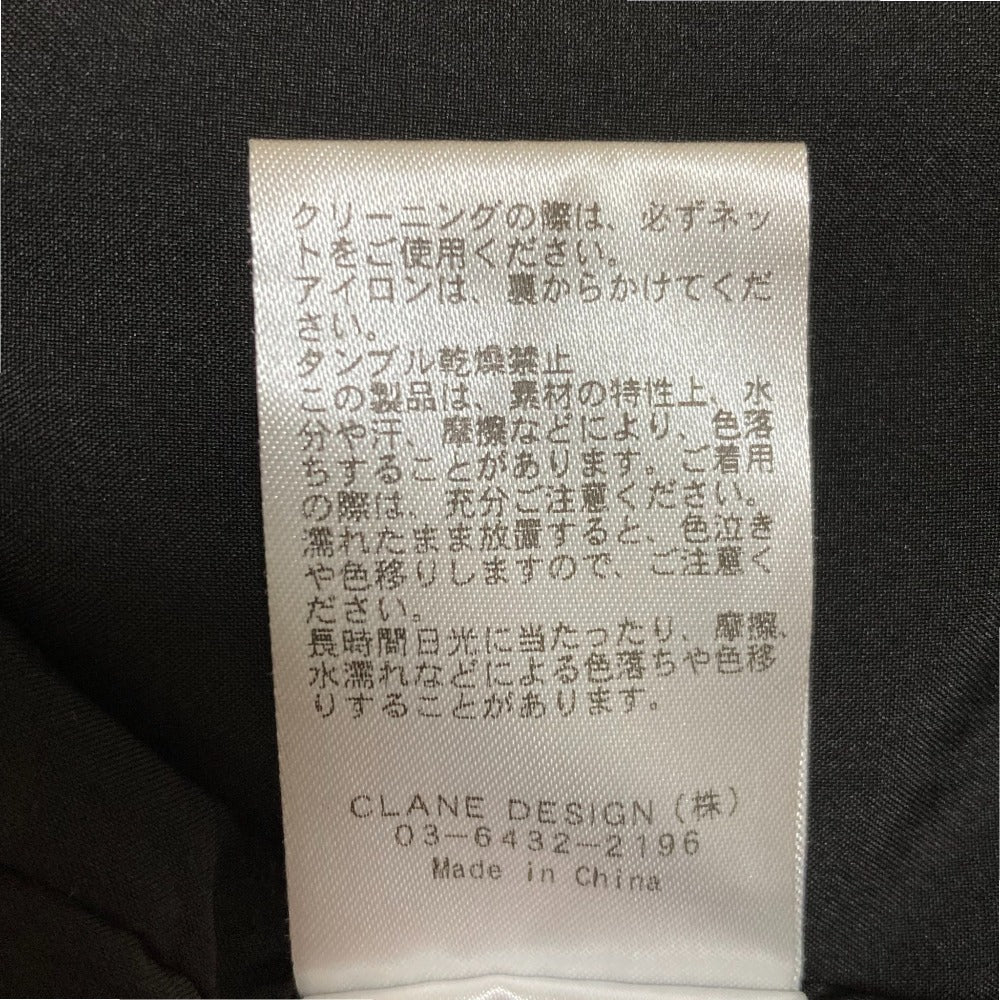 クリーニングの際は、必ずネッ
トをご使用ください。
アイロンは、裏からかけてくだ
さい。
タンブル乾燥禁止
この製品は、素材の特性上、水
分や汗、摩擦などにより、色落
ちやすることがあります。ご着用
の際は、充分ご注意ください。
濡れたまま放置すると、色泣き
や色移りしますので、ご注意く
ださい。
長時間日光に当たったり、摩擦、
水濡れなどによる色落ちや色移
りすることがあります。
CLANE DESIGN (株)
03-6432-2196
Made in China